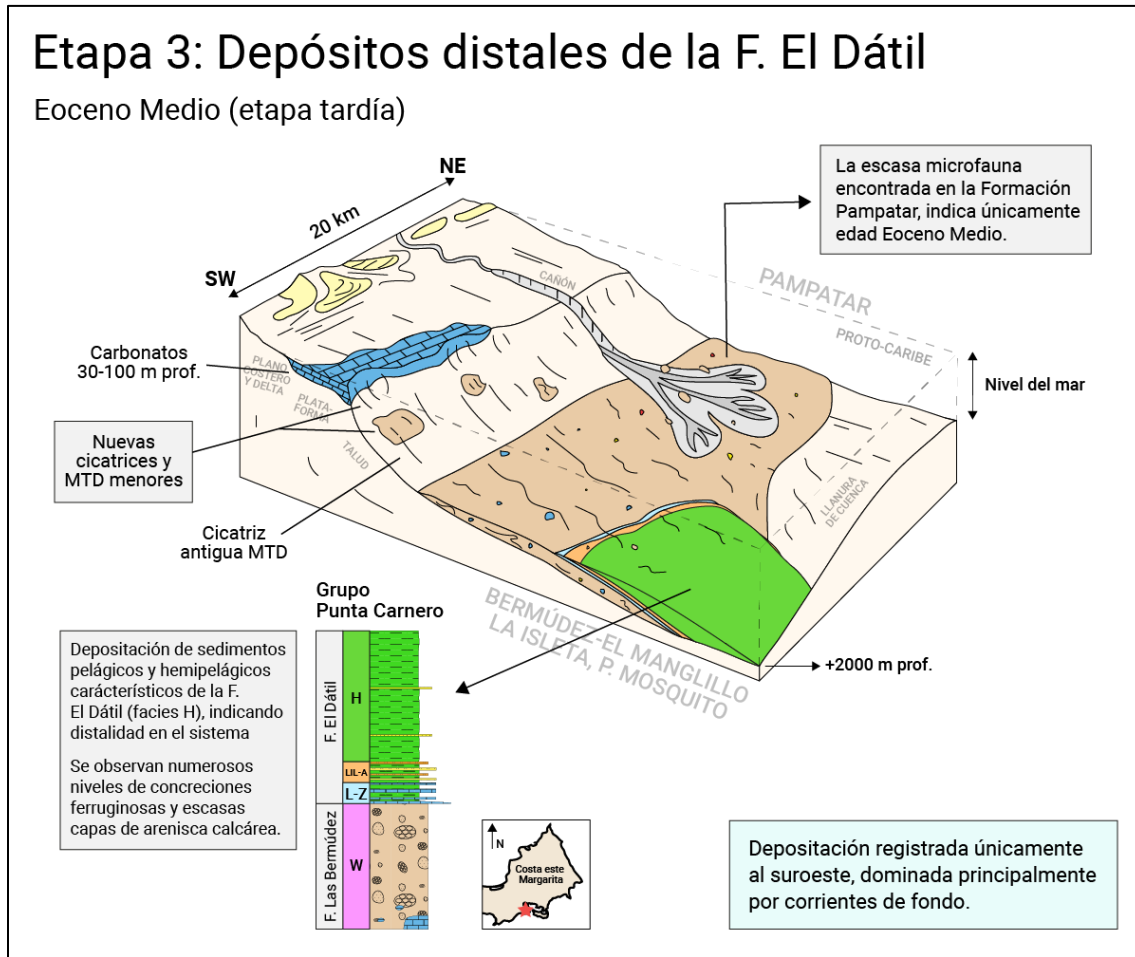 Etapa 3: Depósitos distales de la F. El Dátil
Eoceno Medio (etapa tardía)
NE
20 km
SW
La escasa microfauna
encontrada en la Formación
Pampatar, indica únicamente
edad Eoceno Medio.
CAÑÓN
PAMPATAR
PROTO-CARIBE
Nivel del mar
Carbonatos
30-100 m prof.
PLANO
COSTERO
Y DELTA
PLATA-
FORMA
TALUD
Nuevas
cicatrices y
MTD menores
Cicatriz
antigua MTD
LLANURA
DE CUENCA
BERMÚDEZ-EL MANGLILLO
LA ISLETA, P. MOSQUITO
+2000 m prof.
Grupo
Punta Carnero
Depositación de sedimentos
pelágicos y hemipelágicos
carácterísticos de la F.
El Dátil (facies H), indicando
distalidad en el sistema
Se observan numerosos
niveles de concreciones
ferruginosas y escasas
capas de arenisca calcárea.
F. El Dátil
H
LIL-A
L-Z
F. Las Bermúdez
W
N
Costa este
Margarita
Depositación registrada únicamente
al suroeste, dominada principalmente
por corrientes de fondo.